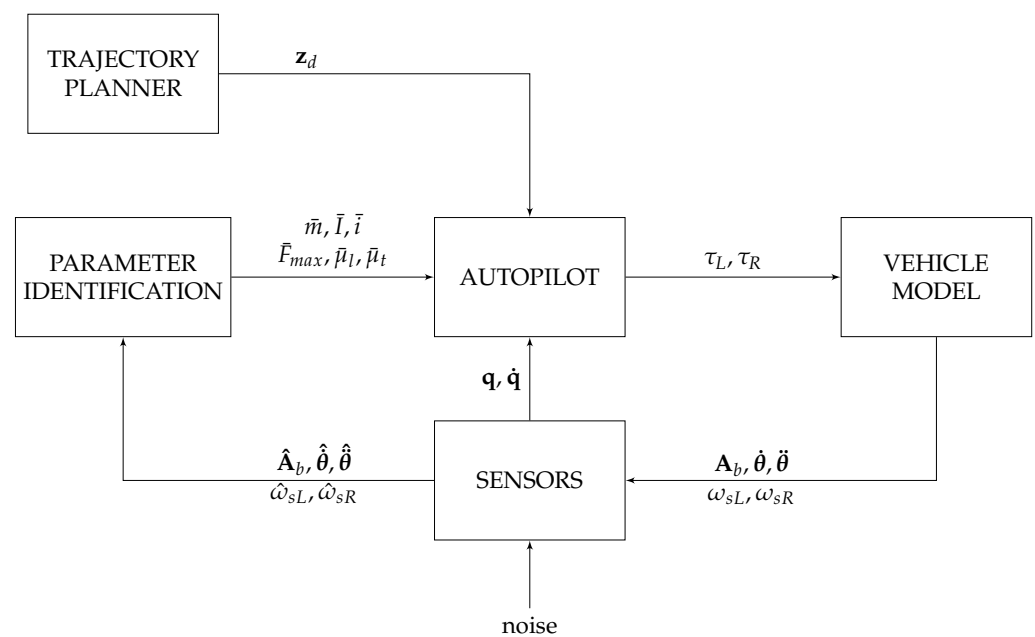 TRAJECTORY
PLANNER
𝐳_d
PARAMETER
IDENTIFICATION
m̄, Ī, ī
F̄_max, μ̄_l, μ̄_t
AUTOPILOT
τ_L, τ_R
VEHICLE
MODEL
𝐪, 𝐪̇
𝐀̂_b, 𝛉̇̂, 𝛉̈̂
ω̂_sL, ω̂_sR
SENSORS
𝐀_b, 𝛉̇, 𝛉̈
ω_sL, ω_sR
noise